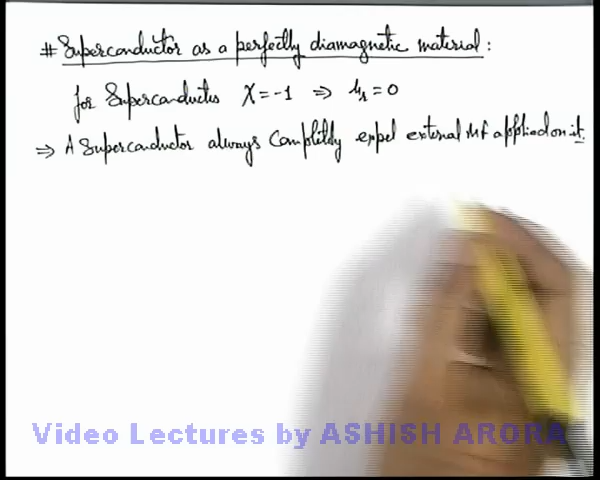 # Superconductor as a perfectly diamagnetic material :
for Superconductors χ = -1 ⇒ μr = 0
⇒ A Superconductor always Completely expel external MF applied on it.
Video Lectures by ASHISH ARORA